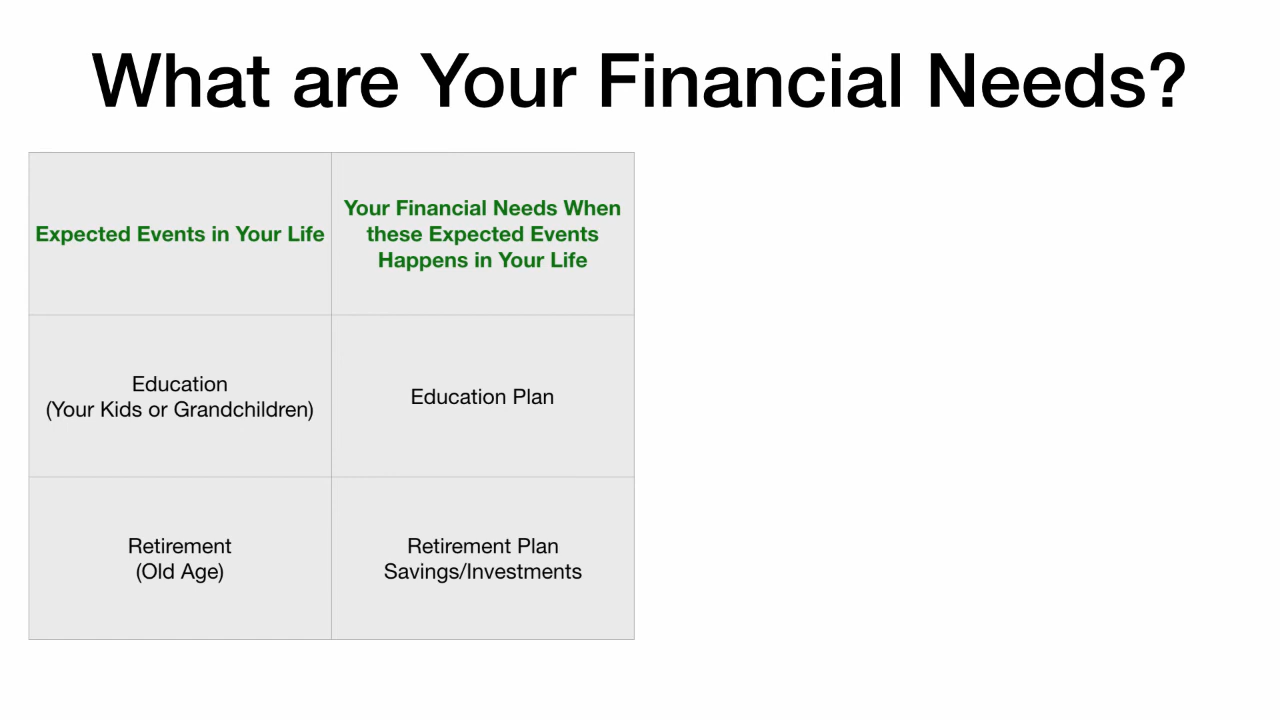 What are Your Financial Needs?
Expected Events in Your Life
Your Financial Needs When
these Expected Events
Happens in Your Life
Education
(Your Kids or Grandchildren)
Education Plan
Retirement
(Old Age)
Retirement Plan
Savings/Investments